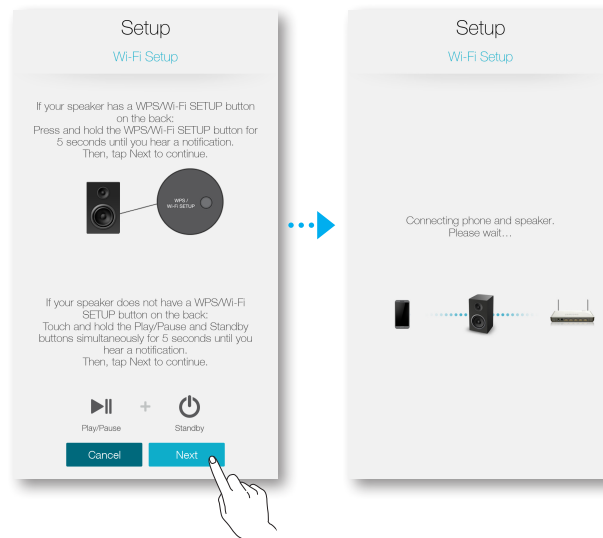 Setup
Wi-Fi Setup
If your speaker has a WPS/Wi-Fi SETUP button
on the back:
Press and hold the WPS/Wi-Fi SETUP button for
5 seconds until you hear a notification.
Then, tap Next to continue.
WPS /
Wi-Fi SETUP
If your speaker does not have a WPS/Wi-Fi
SETUP button on the back:
Touch and hold the Play/Pause and Standby
buttons simultaneously for 5 seconds until you
hear a notification.
Then, tap Next to continue.
+
Play/Pause
Standby
Cancel
Next
Setup
Wi-Fi Setup
Connecting phone and speaker.
Please wait…